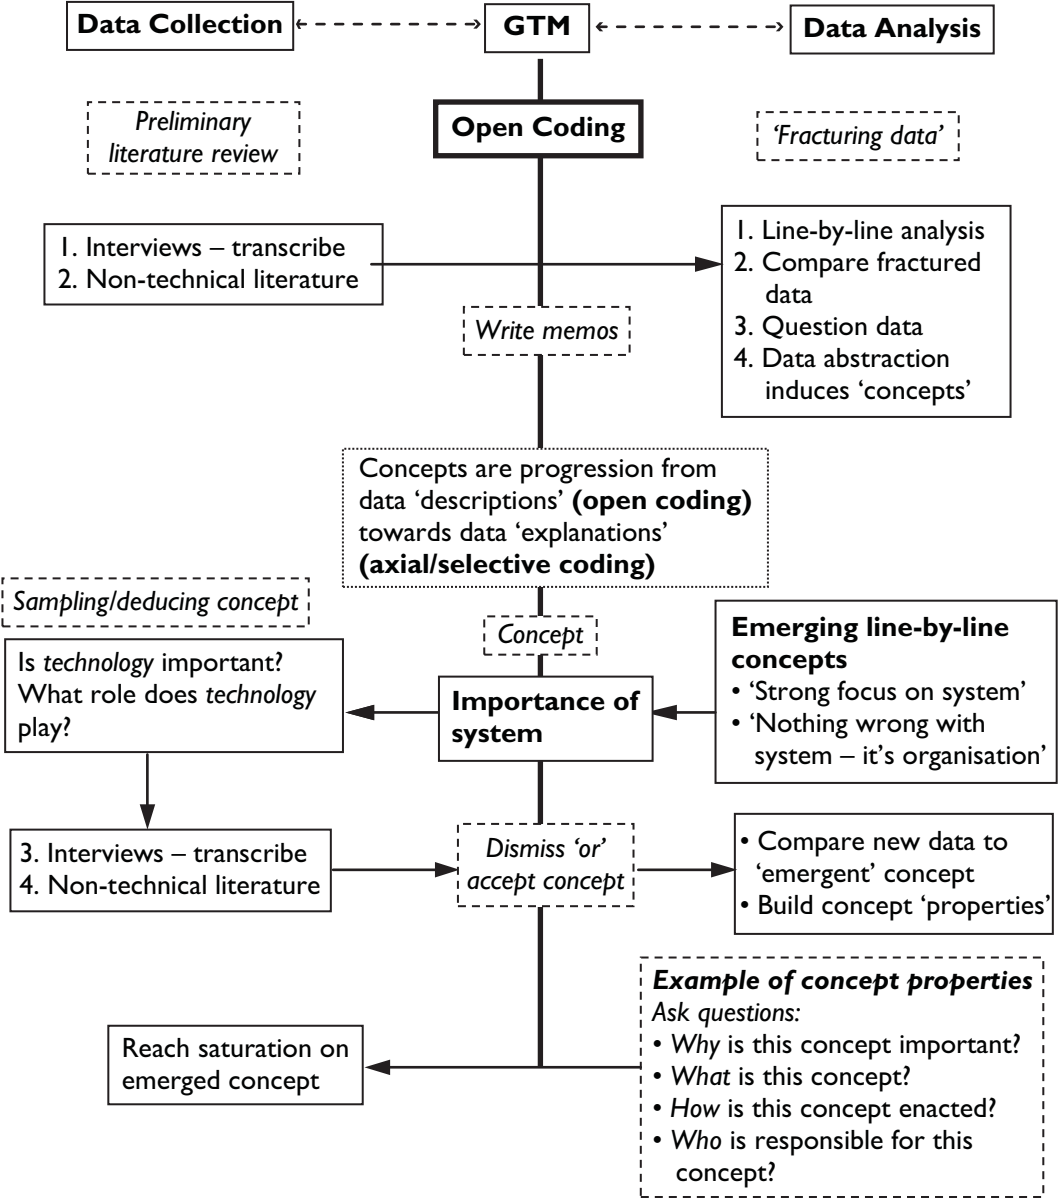 Data Collection
GTM
Data Analysis
Preliminary
literature review
Open Coding
‘Fracturing data’
1. Interviews – transcribe
2. Non-technical literature
1. Line-by-line analysis
2. Compare fractured
data
3. Question data
4. Data abstraction
induces ‘concepts’
Write memos
Concepts are progression from
data ‘descriptions’ (open coding)
towards data ‘explanations’
(axial/selective coding)
Sampling/deducing concept
Concept
Is technology important?
What role does technology
play?
Importance of
system
Emerging line-by-line
concepts
• ‘Strong focus on system’
• ‘Nothing wrong with
system – it’s organisation’
3. Interviews – transcribe
4. Non-technical literature
Dismiss ‘or’
accept concept
• Compare new data to
‘emergent’ concept
• Build concept ‘properties’
Example of concept properties
Ask questions:
• Why is this concept important?
• What is this concept?
• How is this concept enacted?
• Who is responsible for this
concept?
Reach saturation on
emerged concept